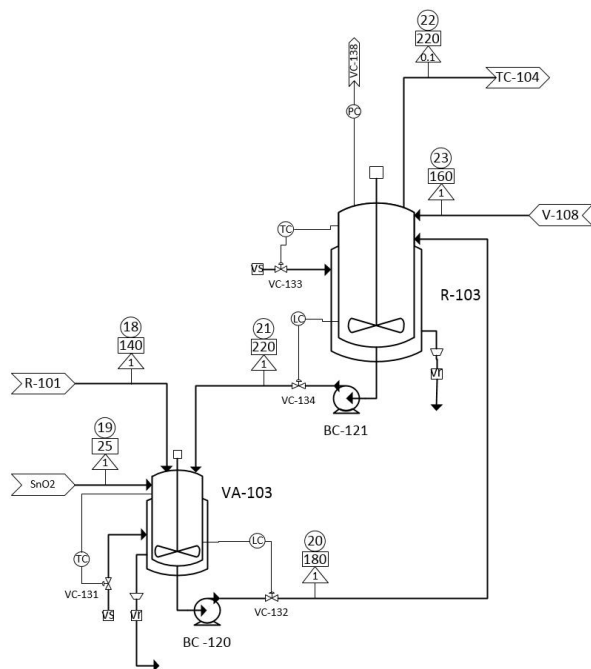 22
220
0,1
VC-138
TC-104
PC
23
160
1
V-108
TC
VS
VC-133
R-103
LC
18
140
1
21
220
1
VT
R-101
VC-134
BC-121
19
25
1
SnO2
VA-103
LC
20
180
1
TC
VC-131
VS
VT
VC-132
BC -120